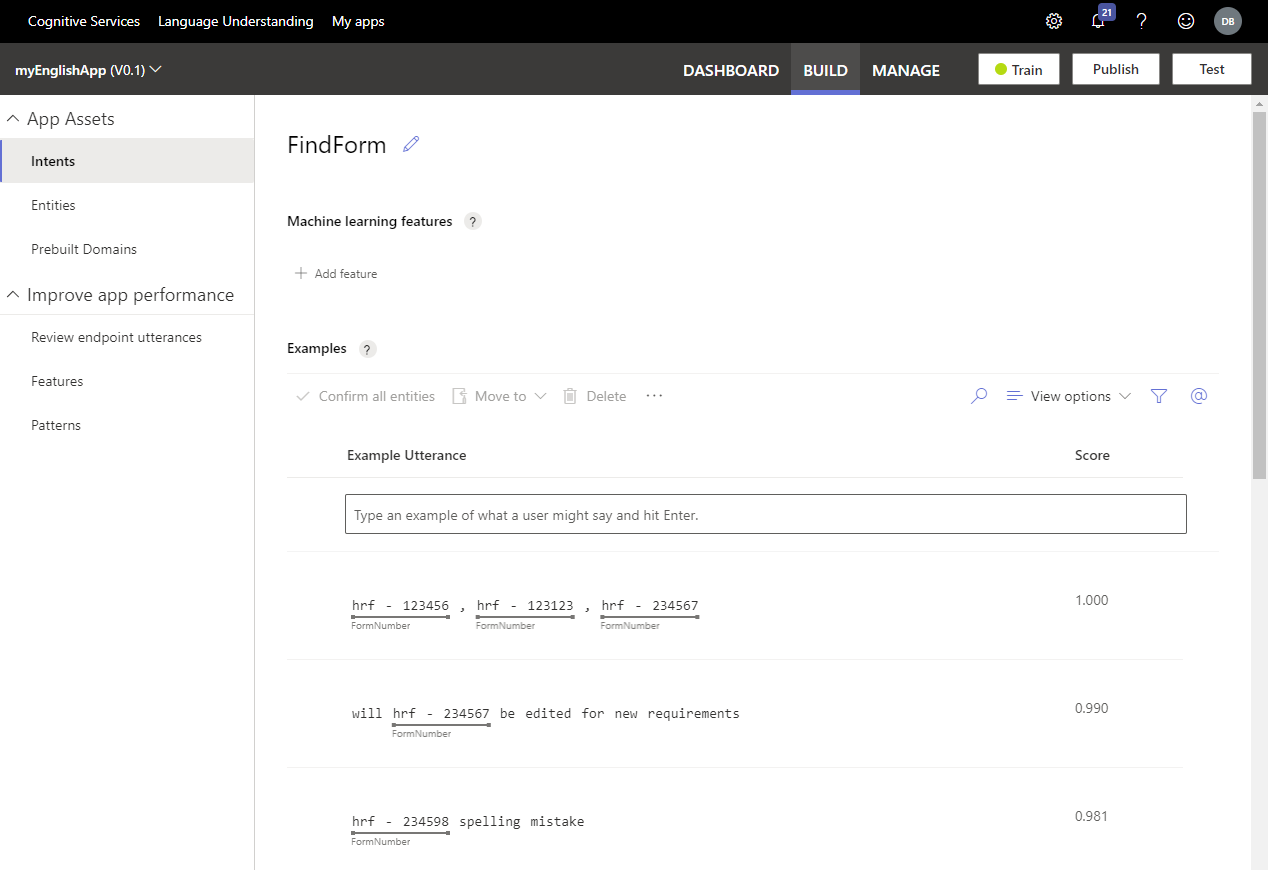 Cognitive Services Language Understanding My apps 21 ? DB
myEnglishApp (V0.1) DASHBOARD BUILD MANAGE Train Publish Test
App Assets
Intents
Entities
Prebuilt Domains
Improve app performance
Review endpoint utterances
Features
Patterns
FindForm
Machine learning features ?
+ Add feature
Examples ?
Confirm all entities Move to Delete ... View options @
Example Utterance Score
Type an example of what a user might say and hit Enter.
hrf - 123456 , hrf - 123123 , hrf - 234567 1.000
FormNumber FormNumber FormNumber
will hrf - 234567 be edited for new requirements 0.990
FormNumber
hrf - 234598 spelling mistake 0.981
FormNumber